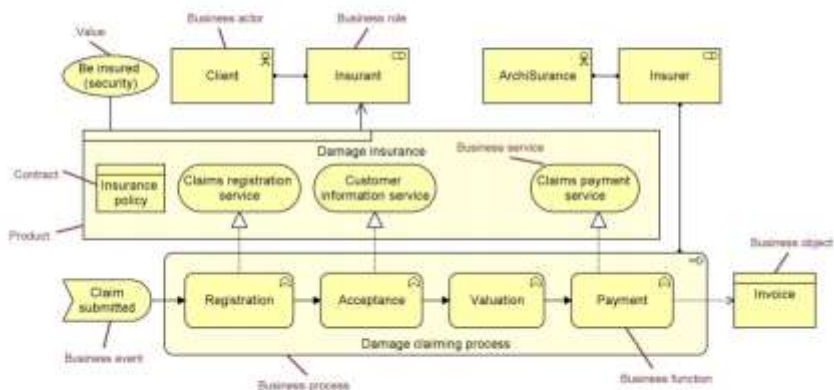 Business actor
Business role
Value
Be insured
(security)
Client
Insurant
ArchiSurance
Insurer
Damage insurance
Business service
Contract
Insurance
policy
Claims registration
service
Customer
information service
Claims payment
service
Product
Business object
Claim
submitted
Registration
Acceptance
Valuation
Payment
Invoice
Damage claiming process
Business event
Business process
Business function